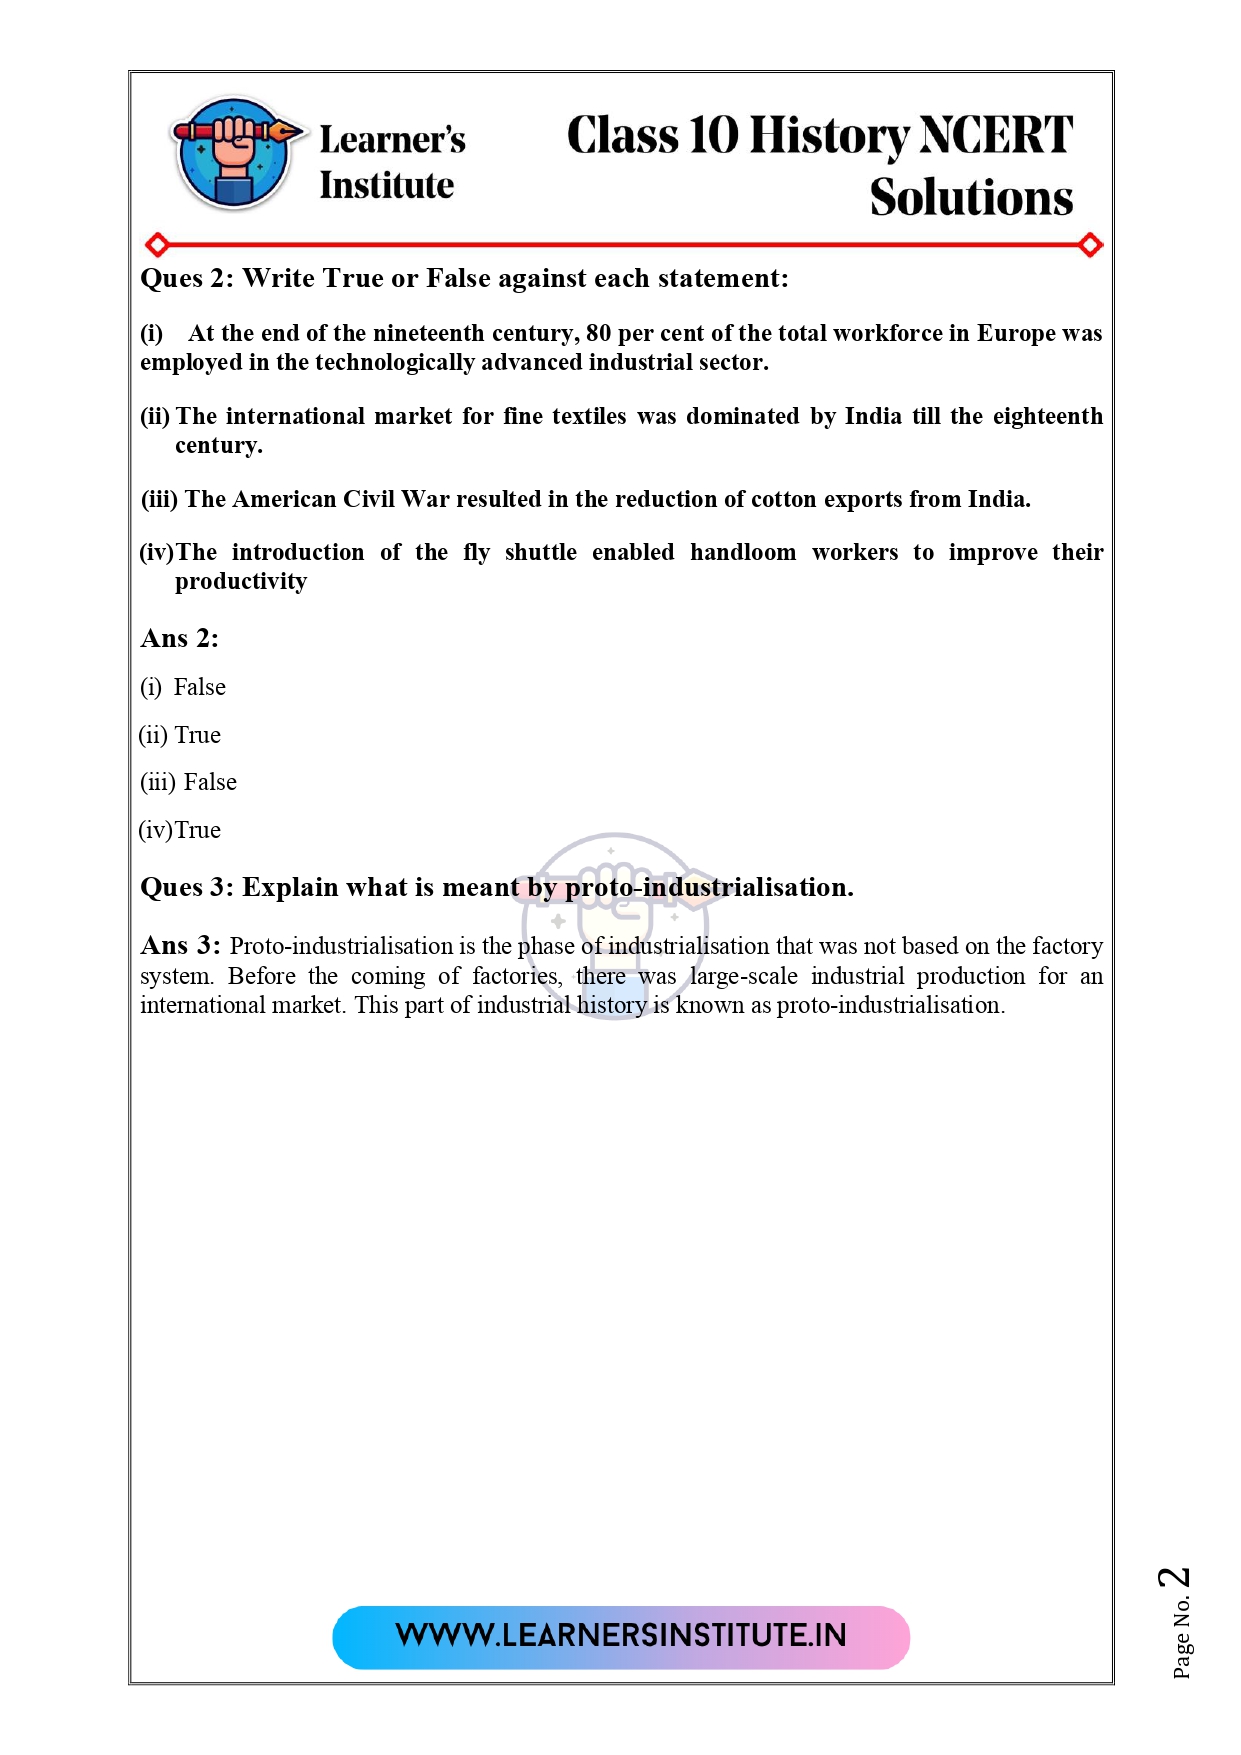 Learner's
Institute
Class 10 History NCERT
Solutions
Ques 2: Write True or False against each statement:
(i) At the end of the nineteenth century, 80 per cent of the total workforce in Europe was
employed in the technologically advanced industrial sector.
(ii) The international market for fine textiles was dominated by India till the eighteenth
century.
(iii) The American Civil War resulted in the reduction of cotton exports from India.
(iv)The introduction of the fly shuttle enabled handloom workers to improve their
productivity
Ans 2:
(i) False
(ii) True
(iii) False
(iv)True
Ques 3: Explain what is meant by proto-industrialisation.
Ans 3: Proto-industrialisation is the phase of industrialisation that was not based on the factory
system. Before the coming of factories, there was large-scale industrial production for an
international market. This part of industrial history is known as proto-industrialisation.
WWW.LEARNERSINSTITUTE.IN
Page No. 2